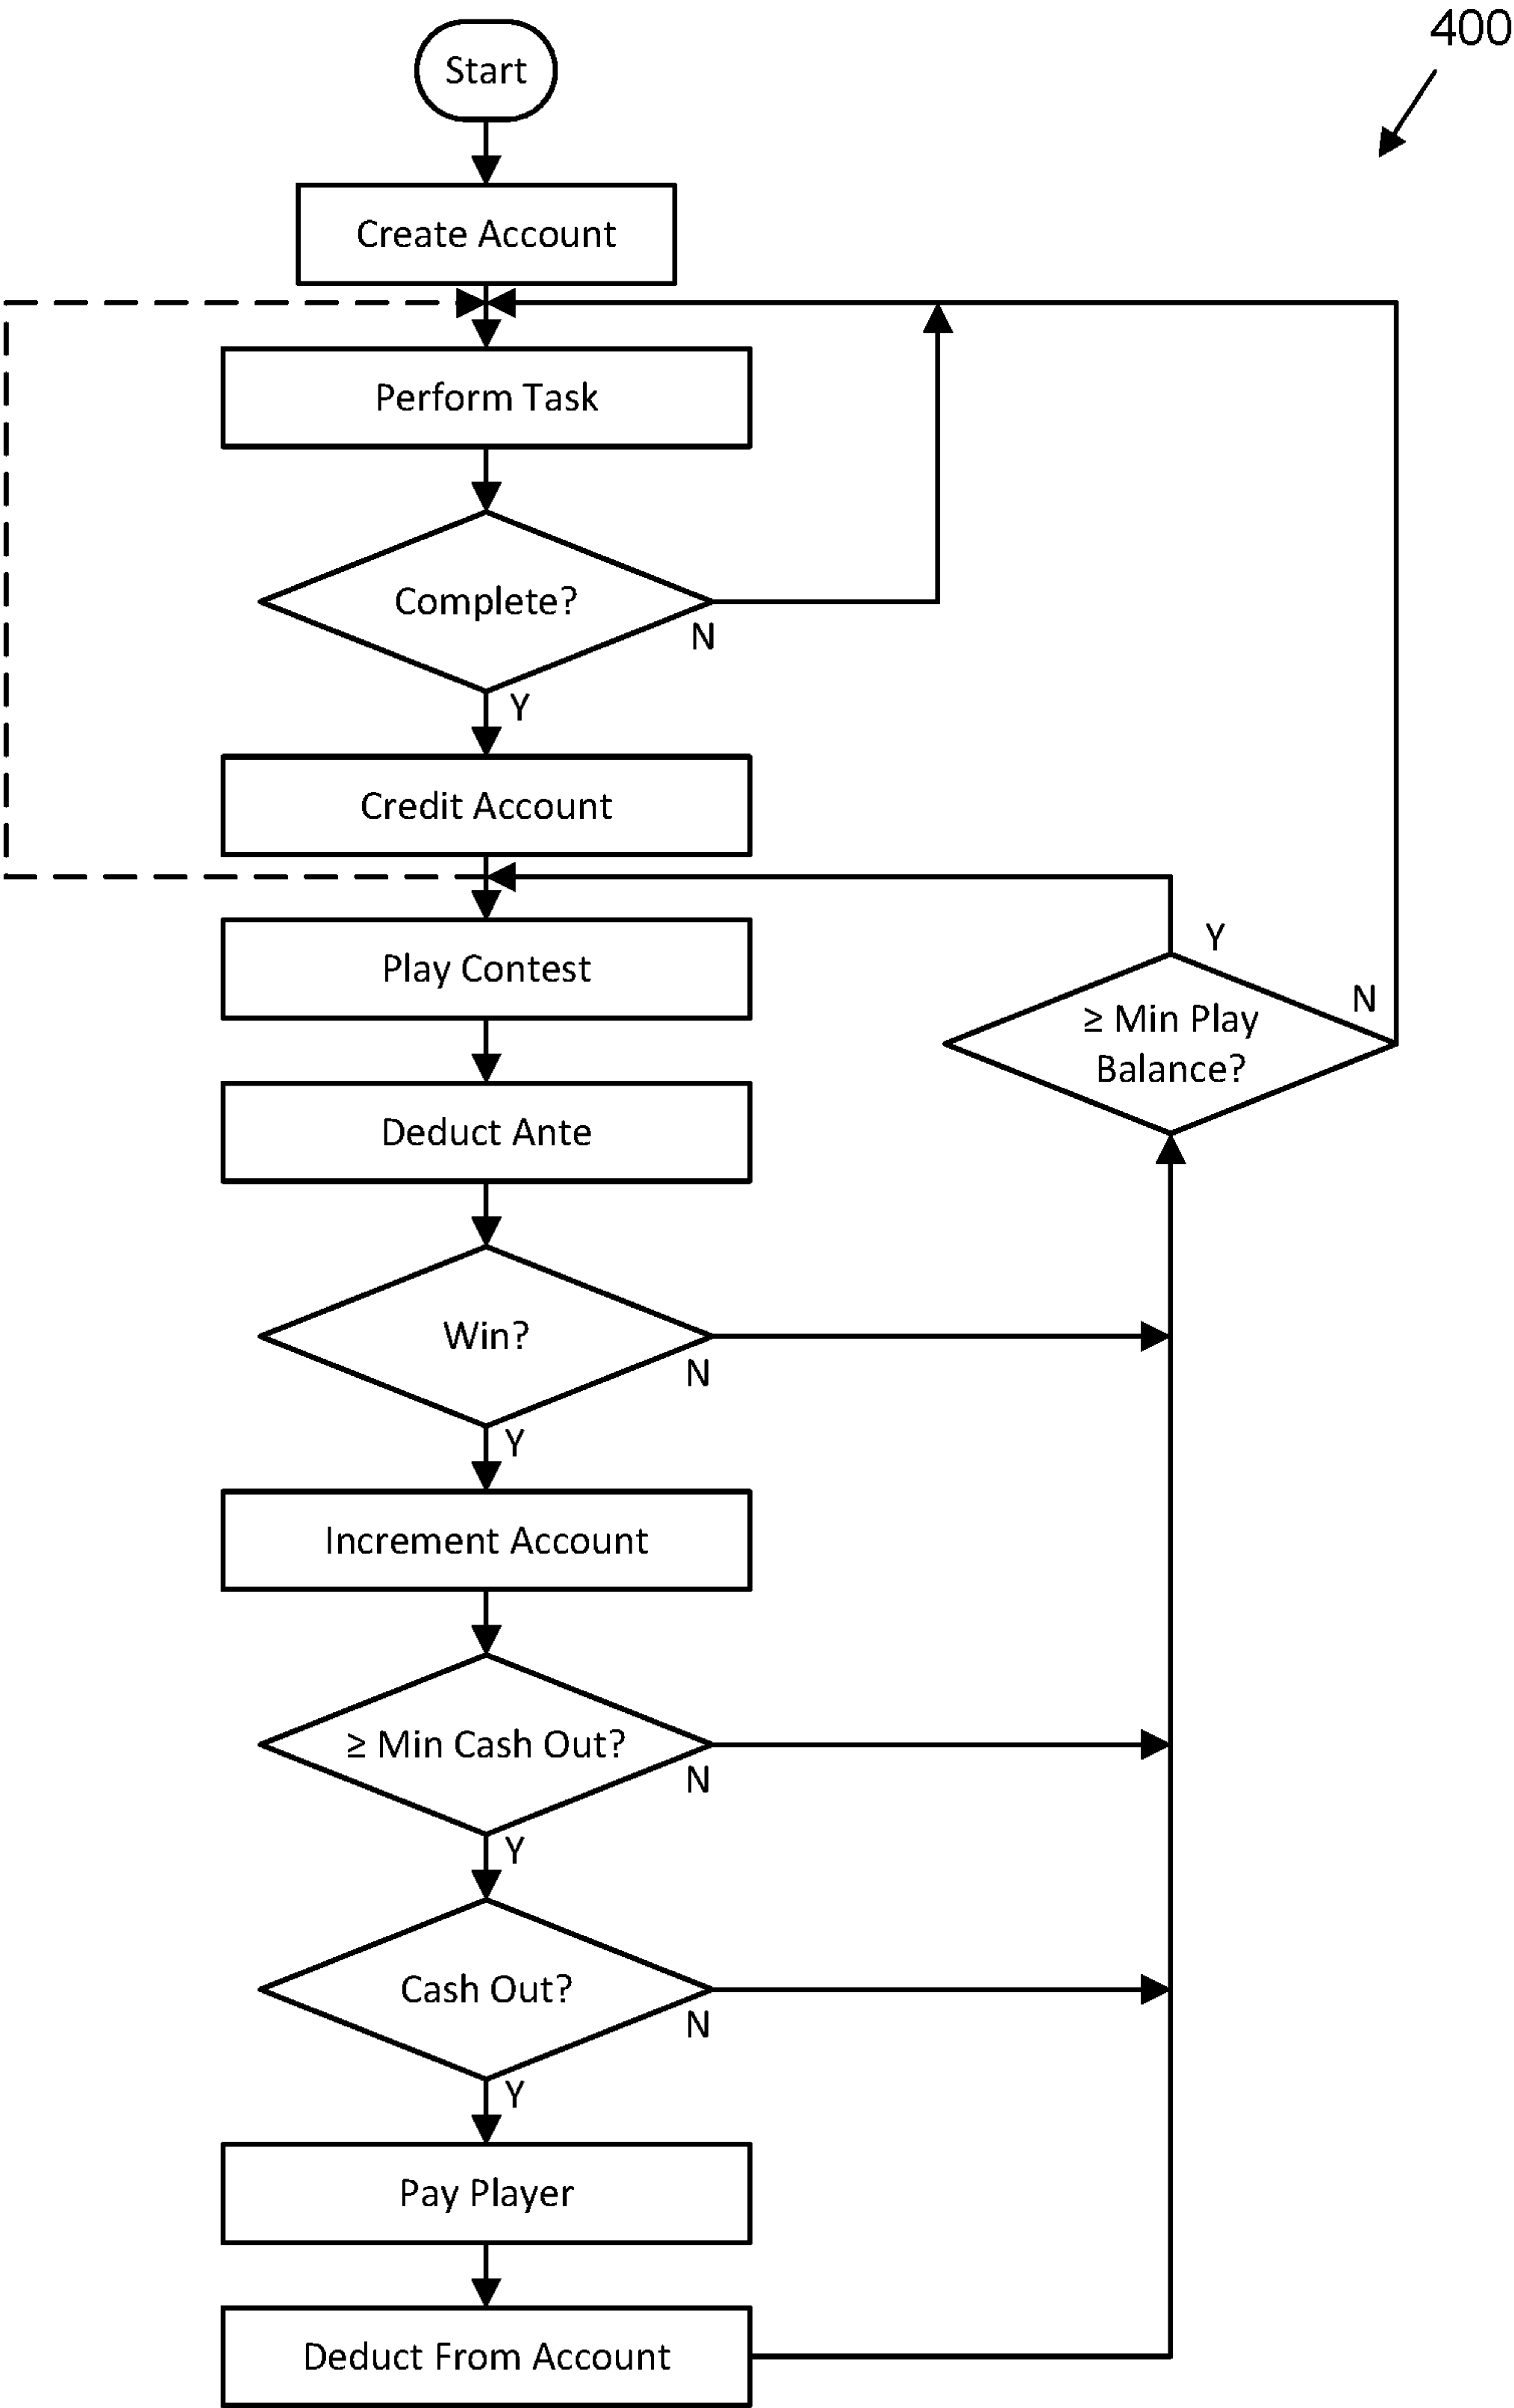 400
Start
Create Account
Perform Task
Complete?
N
Y
Credit Account
Play Contest
Y
N
≥ Min Play
Balance?
Deduct Ante
Win?
N
Y
Increment Account
≥ Min Cash Out?
N
Y
Cash Out?
N
Y
Pay Player
Deduct From Account